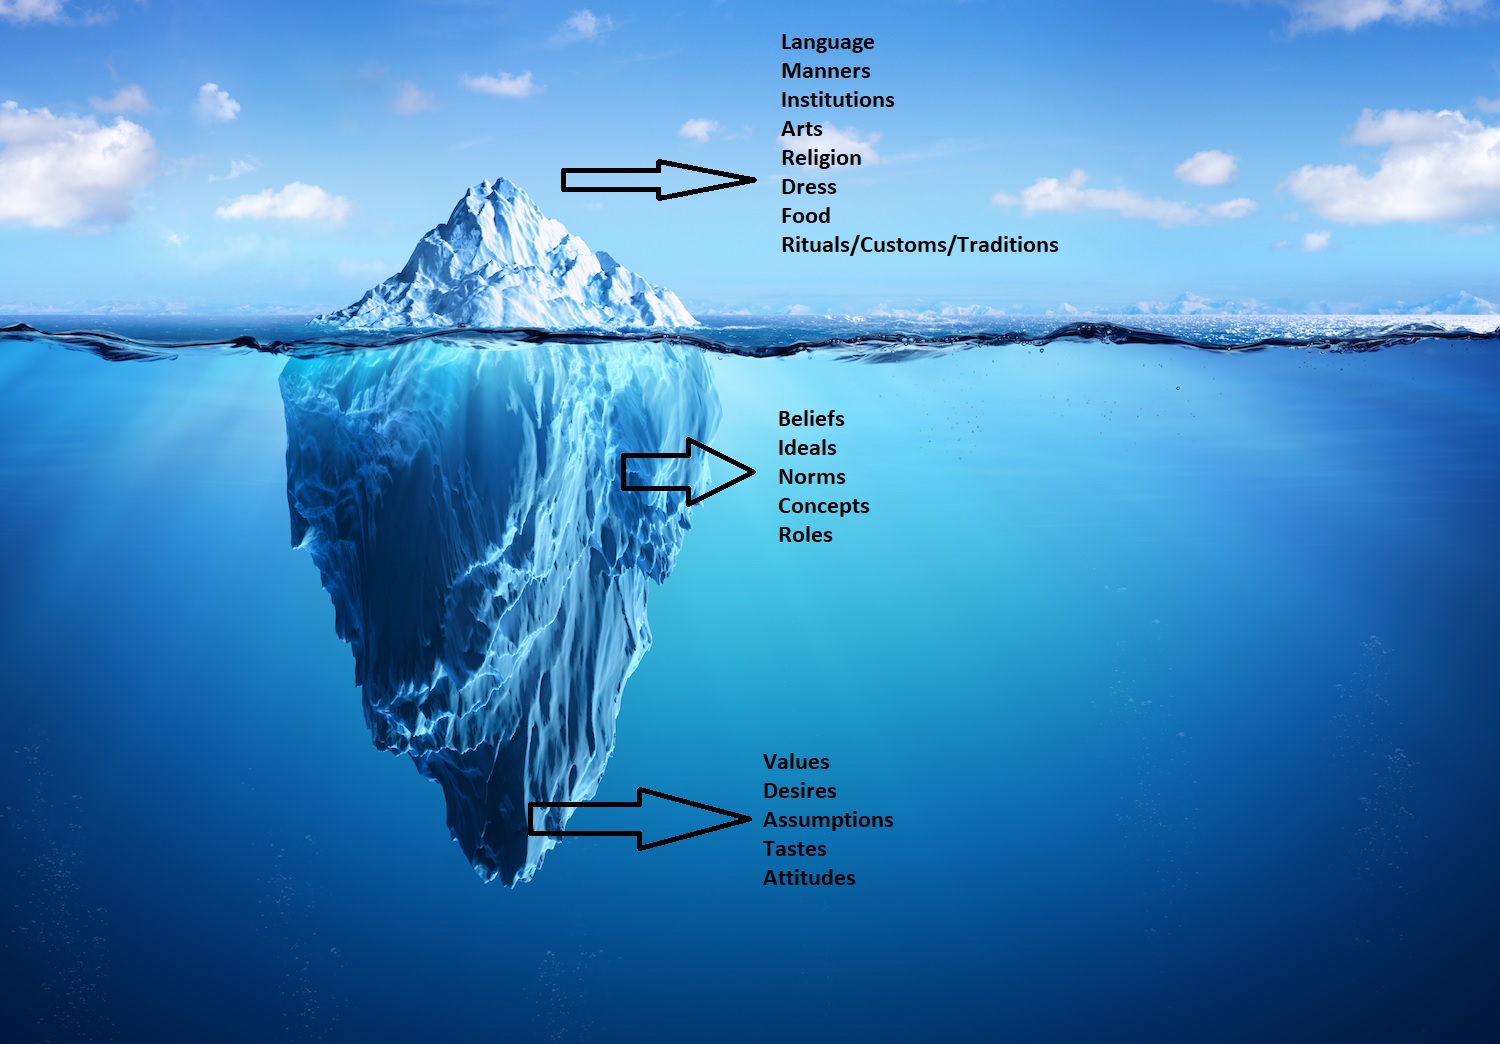 Language
Manners
Institutions
Arts
Religion
Dress
Food
Rituals/Customs/Traditions
Beliefs
Ideals
Norms
Concepts
Roles
Values
Desires
Assumptions
Tastes
Attitudes